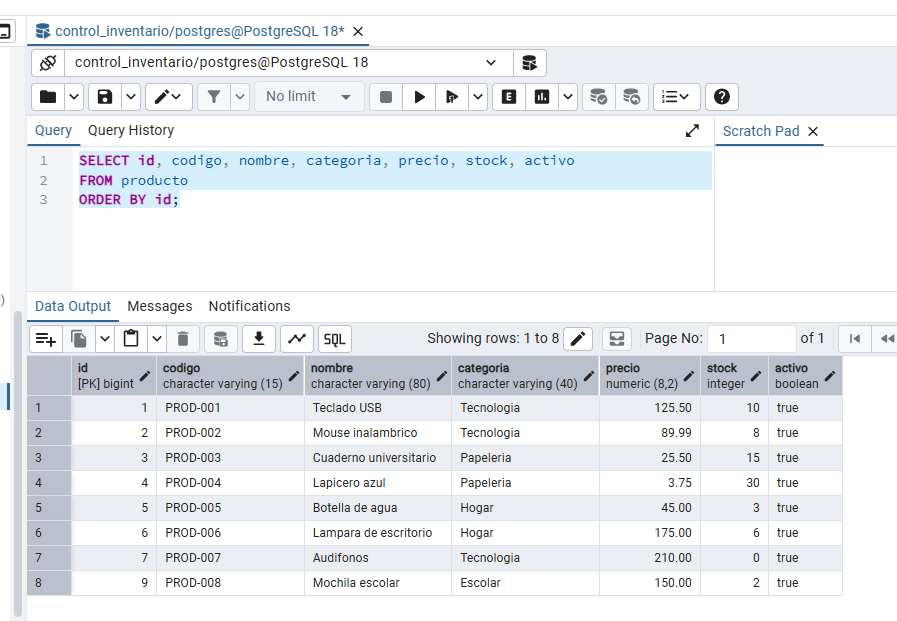 control_inventario/postgres@PostgreSQL 18*
control_inventario/postgres@PostgreSQL 18
No limit
Query Query History
Scratch Pad
1 SELECT id, codigo, nombre, categoria, precio, stock, activo
2 FROM producto
3 ORDER BY id;
Data Output Messages Notifications
SQL Showing rows: 1 to 8 Page No: 1 of 1
id codigo nombre categoria precio stock activo
[PK] bigint character varying (15) character varying (80) character varying (40) numeric (8,2) integer boolean
1 1 PROD-001 Teclado USB Tecnologia 125.50 10 true
2 2 PROD-002 Mouse inalambrico Tecnologia 89.99 8 true
3 3 PROD-003 Cuaderno universitario Papeleria 25.50 15 true
4 4 PROD-004 Lapicero azul Papeleria 3.75 30 true
5 5 PROD-005 Botella de agua Hogar 45.00 3 true
6 6 PROD-006 Lampara de escritorio Hogar 175.00 6 true
7 7 PROD-007 Audifonos Tecnologia 210.00 0 true
8 9 PROD-008 Mochila escolar Escolar 150.00 2 true